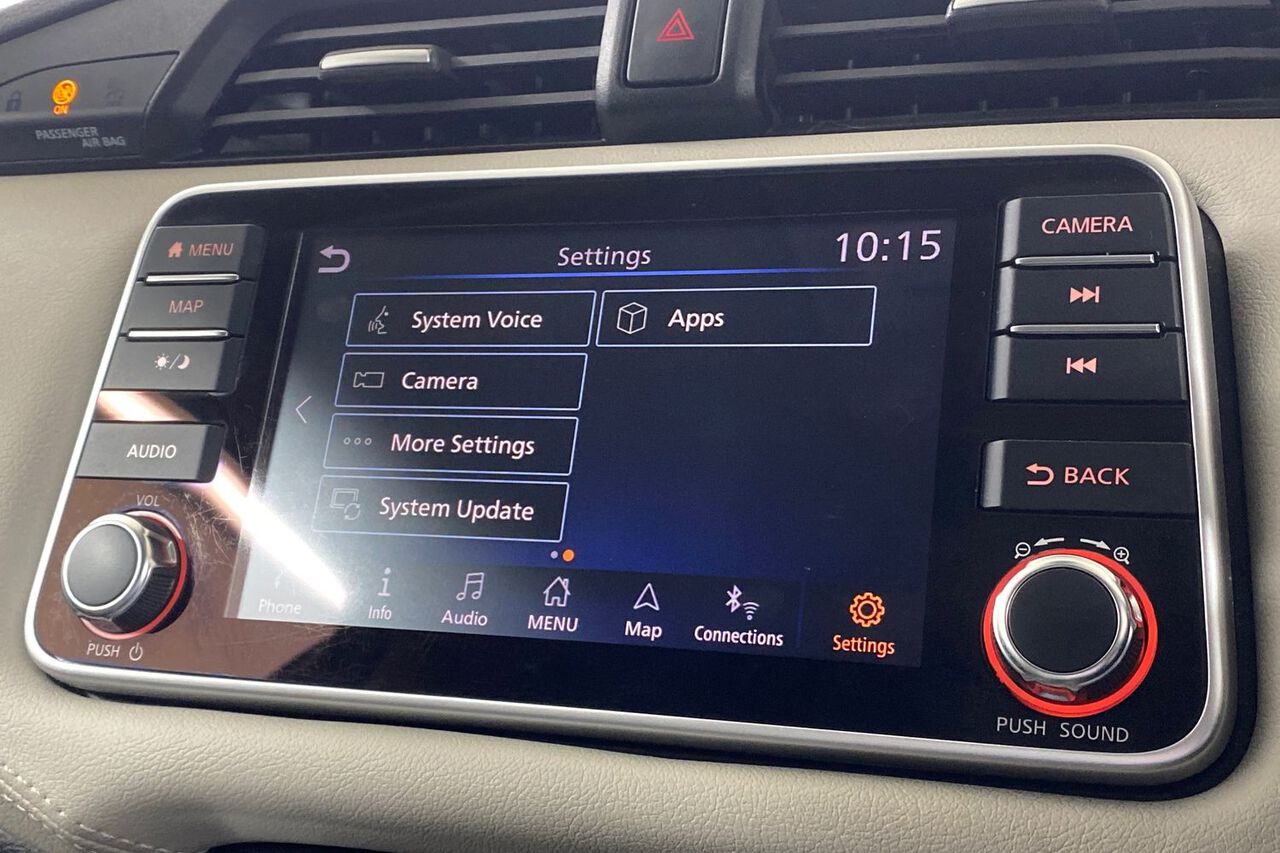 ON
PASSENGER
AIR BAG
MENU
MAP
AUDIO
VOL
PUSH
Settings
10:15
System Voice
Apps
Camera
More Settings
System Update
Phone
Info
Audio
MENU
Map
Connections
Settings
CAMERA
BACK
PUSH SOUND